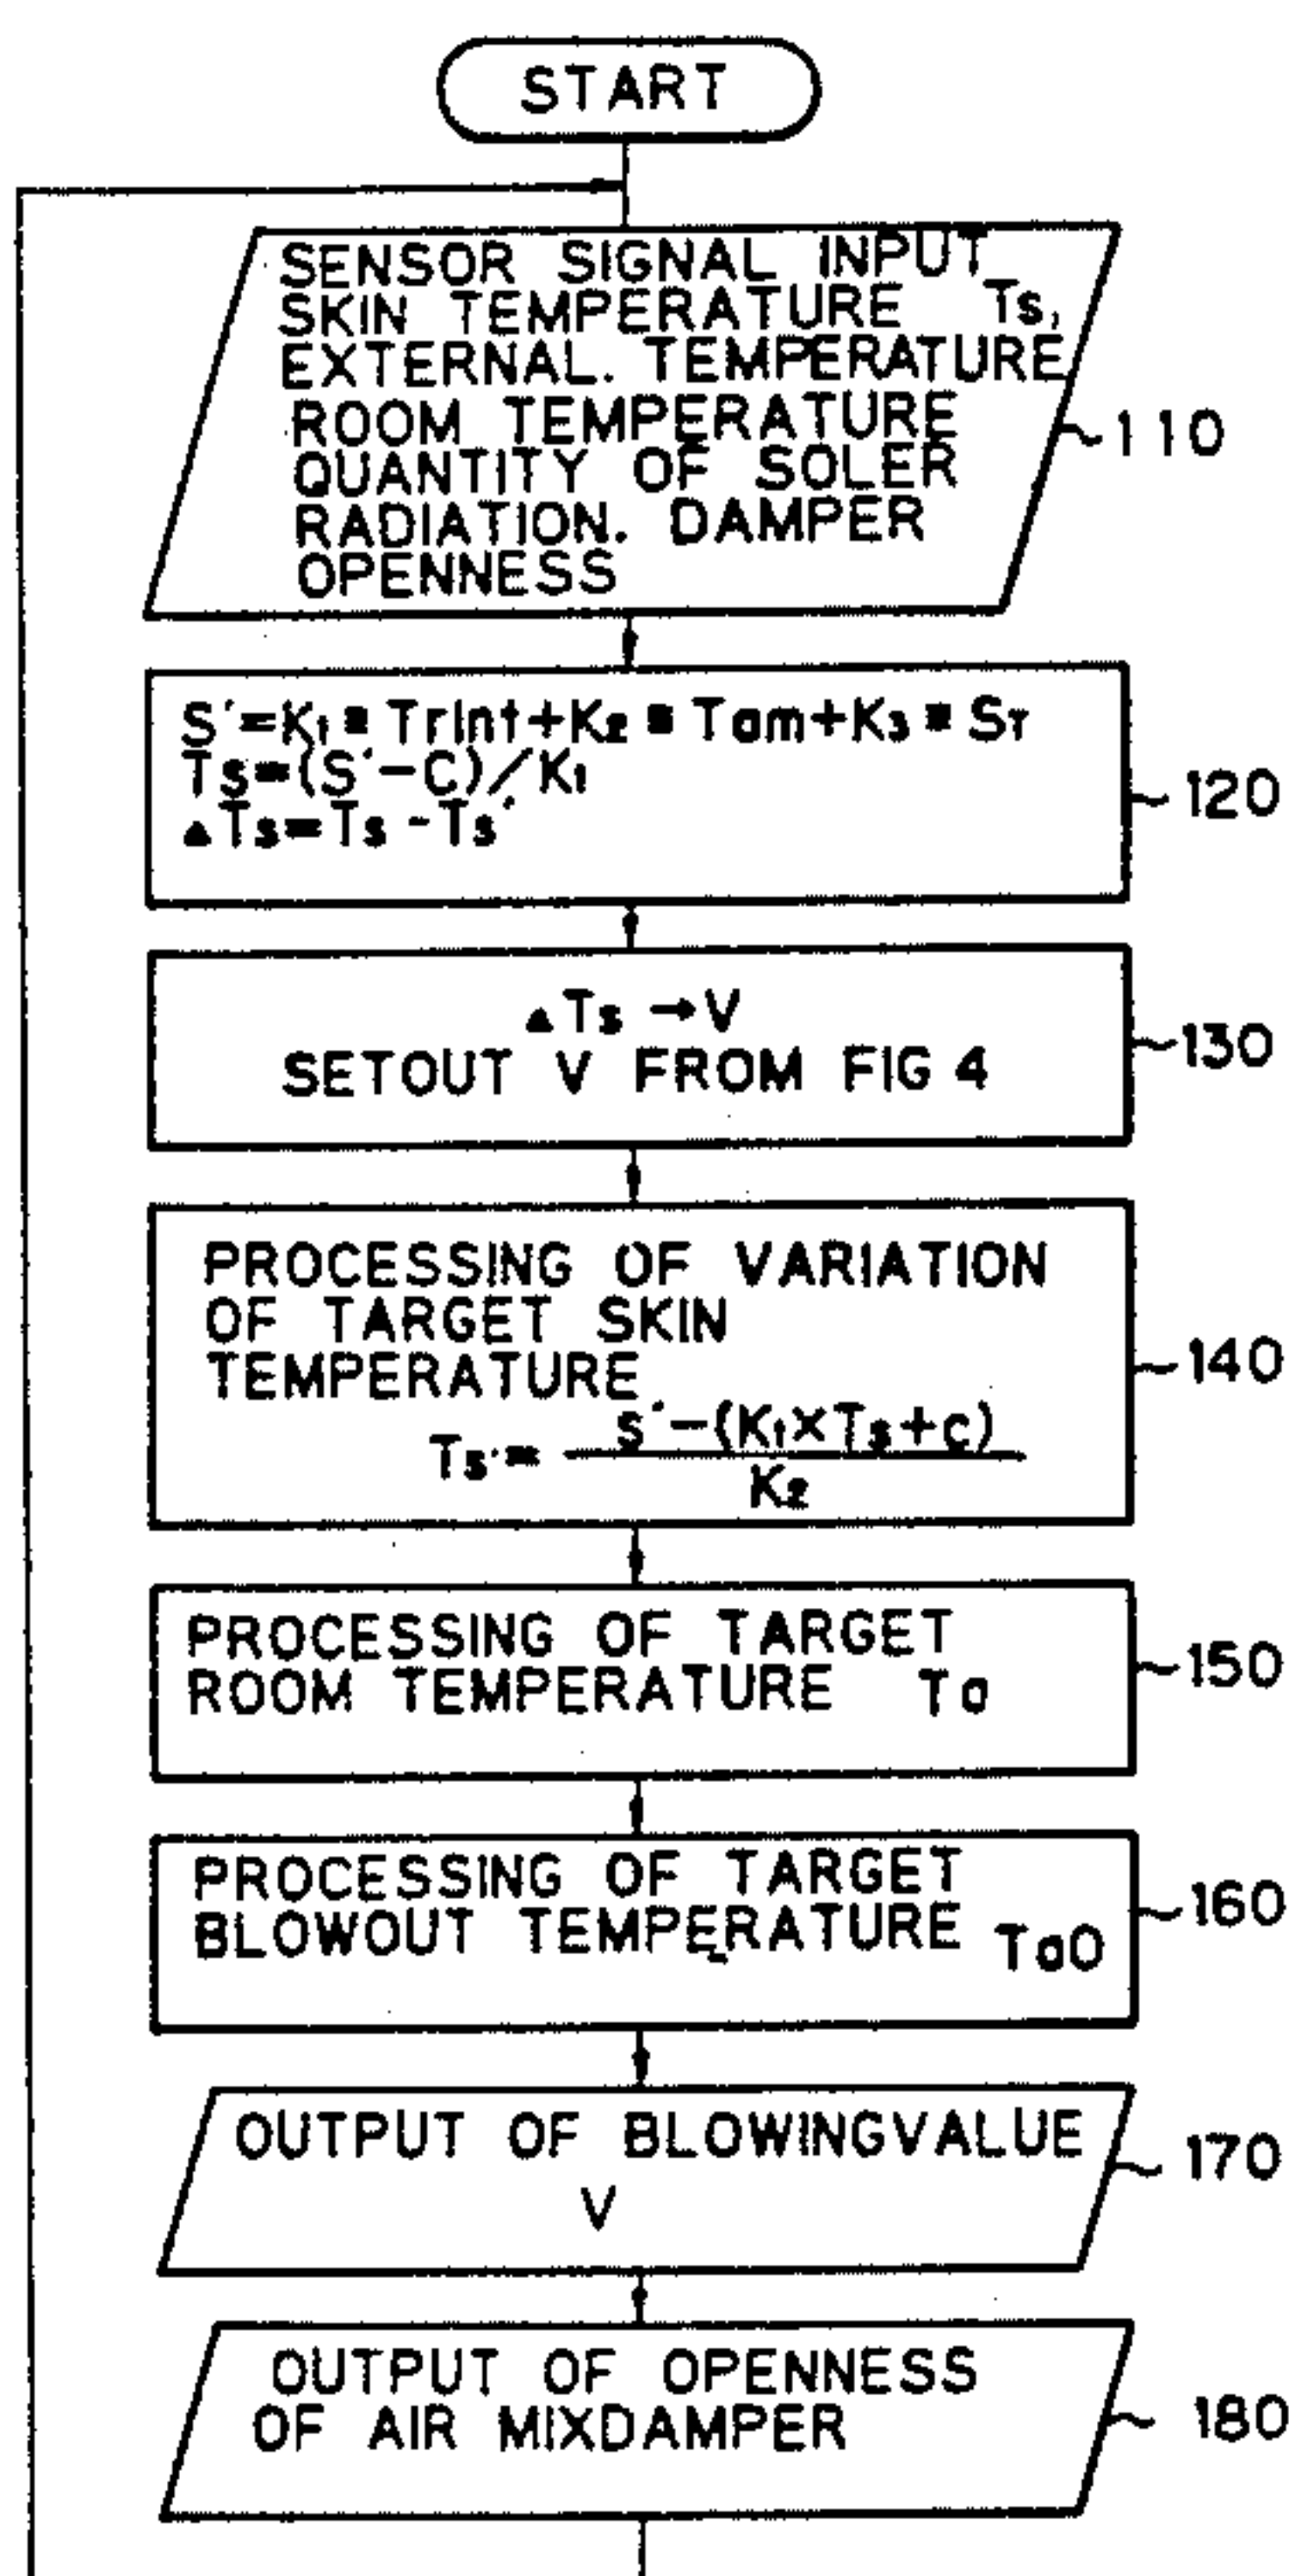 START
SENSOR SIGNAL INPUT
SKIN TEMPERATURE Ts,
EXTERNAL. TEMPERATURE
ROOM TEMPERATURE
QUANTITY OF SOLER
RADIATION. DAMPER
OPENNESS
110
S'=K1*Trint+K2*Tam+K3*ST
Ts=(S'-C)/K1
▲Ts=Ts-Ts'
120
▲Ts→V
SETOUT V FROM FIG 4
130
PROCESSING OF VARIATION
OF TARGET SKIN
TEMPERATURE
Ts'= S'-(K1×Ts+C)
K2
140
PROCESSING OF TARGET
ROOM TEMPERATURE Ta
150
PROCESSING OF TARGET
BLOWOUT TEMPERATURE TaO
160
OUTPUT OF BLOWINGVALUE
V
170
OUTPUT OF OPENNESS
OF AIR MIXDAMPER
180